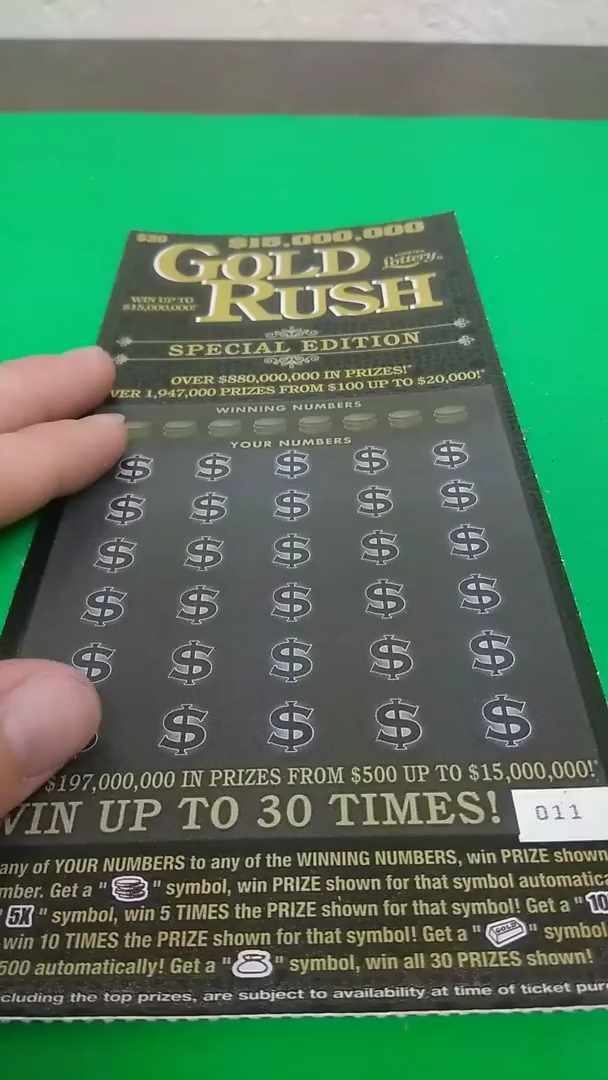 $30 $15,000,000
GOLD
Lottery
RUSH
WIN UP TO
$15,000,000!
SPECIAL EDITION
OVER $880,000,000 IN PRIZES!*
VER 1,947,000 PRIZES FROM $100 UP TO $20,000!*
WINNING NUMBERS
YOUR NUMBERS
$ $ $ $ $
$ $ $ $ $
$ $ $ $ $
$ $ $ $ $
$ $ $ $ $
$ $ $ $
$197,000,000 IN PRIZES FROM $500 UP TO $15,000,000!*
WIN UP TO 30 TIMES!
011
any of YOUR NUMBERS to any of the WINNING NUMBERS, win PRIZE shown
mber. Get a " " symbol, win PRIZE shown for that symbol automatica
"5X" symbol, win 5 TIMES the PRIZE shown for that symbol! Get a "10
win 10 TIMES the PRIZE shown for that symbol! Get a "GOLD" symbol
500 automatically! Get a " " symbol, win all 30 PRIZES shown!
cluding the top prizes, are subject to availability at time of ticket pur